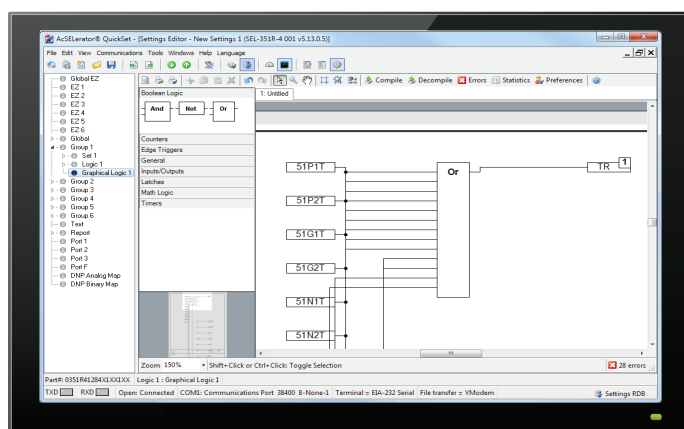 AcSELerator® QuickSet - [Settings Editor - New Settings 1 (SEL-351R-4 001 v5.13.0.5)]
File Edit View Communications Tools Windows Help Language
Compile Decompile Errors Statistics Preferences
Global EZ
EZ 1
EZ 2
EZ 3
EZ 4
EZ 5
EZ 6
Global
Group 1
Set 1
Logic 1
Graphical Logic 1
Group 2
Group 3
Group 4
Group 5
Group 6
Text
Report
Port 1
Port 2
Port 3
Port F
DNP Analog Map
DNP Binary Map
Boolean Logic
And Not Or
Counters
Edge Triggers
General
Inputs/Outputs
Latches
Math Logic
Timers
1: Untitled
51P1T
51P2T
51G1T
51G2T
51N1T
51N2T
Or
TR 1
Zoom: 150% Shift+Click or Ctrl+Click: Toggle Selection
28 errors
Part#: 0351R41284X1XX1XX Logic 1 : Graphical Logic 1
TXD RXD Open: Connected COM1: Communications Port 38400 8-None-1 Terminal = EIA-232 Serial File transfer = YModem Settings RDB